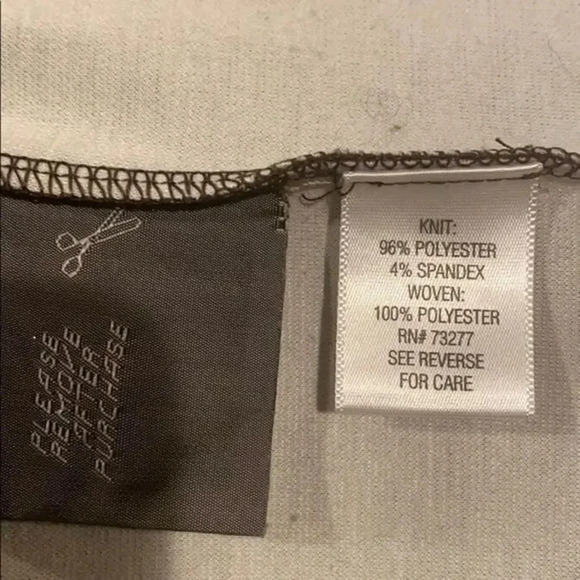 PLEASE
REMOVE
AFTER
PURCHASE
KNIT:
96% POLYESTER
4% SPANDEX
WOVEN:
100% POLYESTER
RN# 73277
SEE REVERSE
FOR CARE